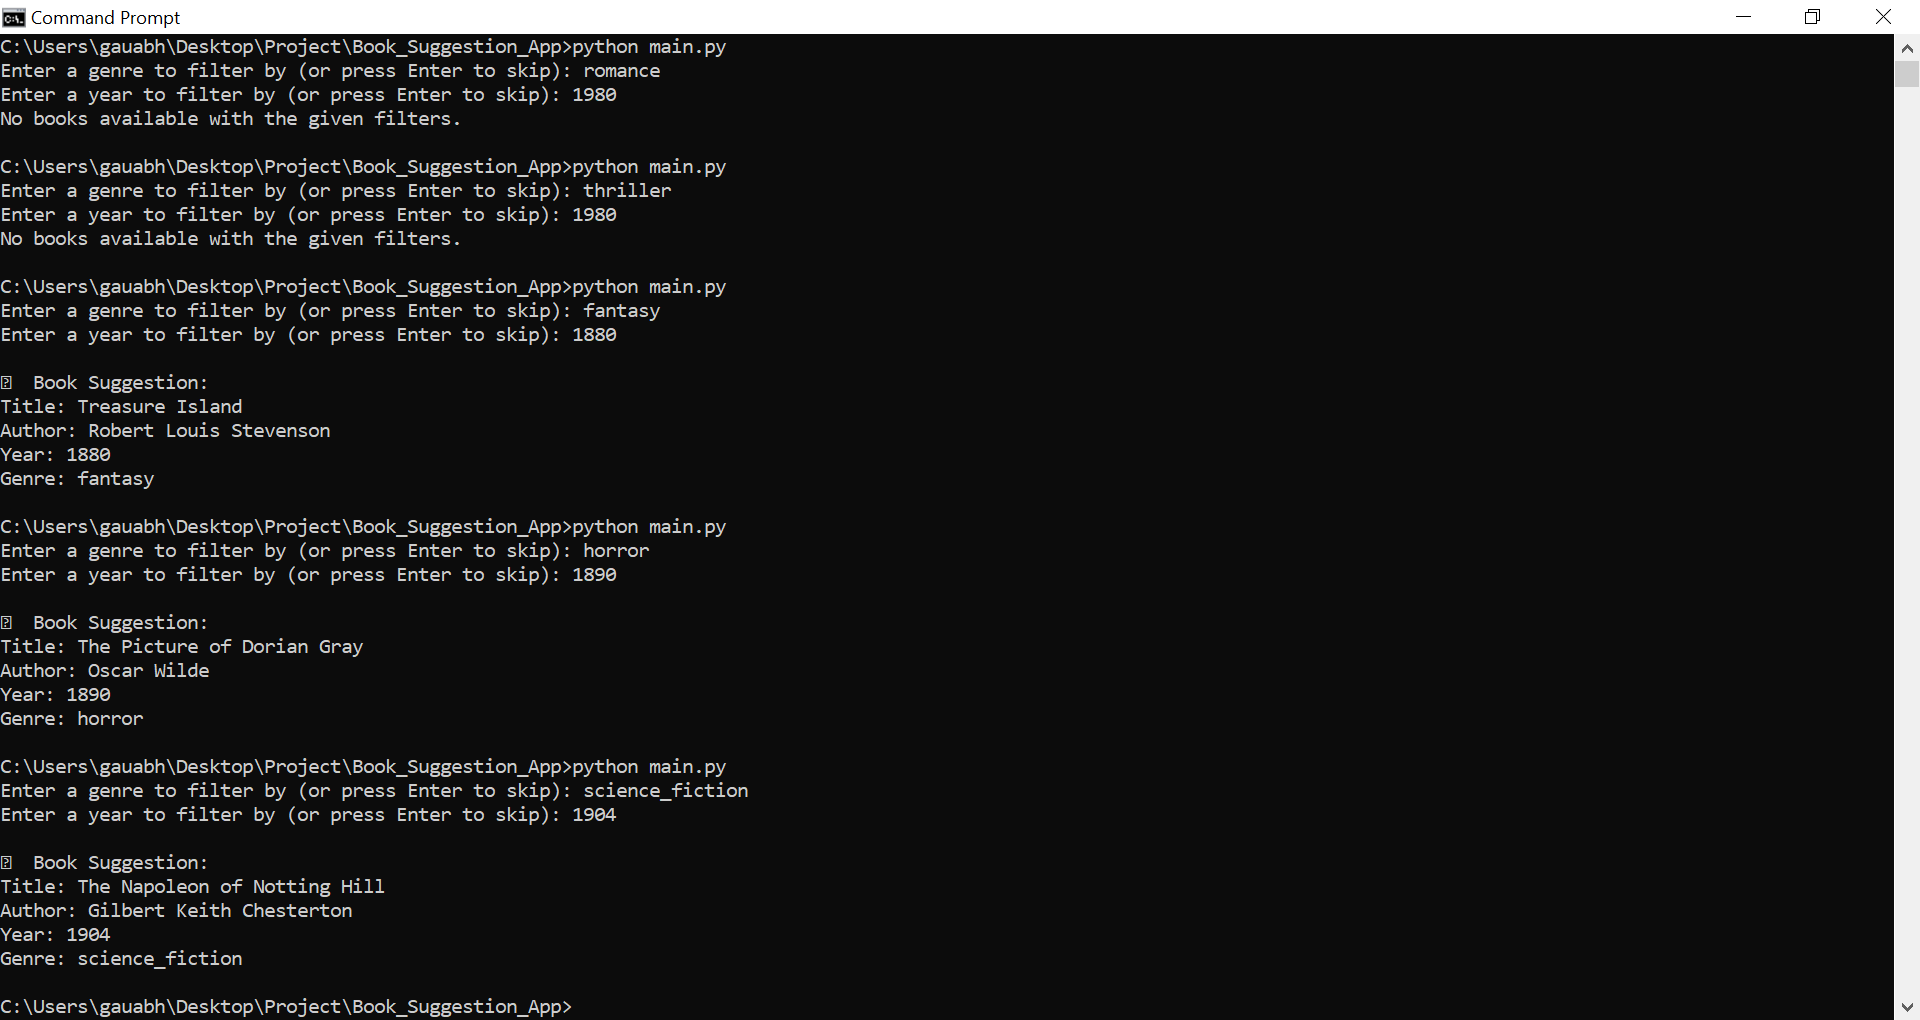 Command Prompt
C:\Users\gauabh\Desktop\Project\Book_Suggestion_App>python main.py
Enter a genre to filter by (or press Enter to skip): romance
Enter a year to filter by (or press Enter to skip): 1980
No books available with the given filters.
C:\Users\gauabh\Desktop\Project\Book_Suggestion_App>python main.py
Enter a genre to filter by (or press Enter to skip): thriller
Enter a year to filter by (or press Enter to skip): 1980
No books available with the given filters.
C:\Users\gauabh\Desktop\Project\Book_Suggestion_App>python main.py
Enter a genre to filter by (or press Enter to skip): fantasy
Enter a year to filter by (or press Enter to skip): 1880
Book Suggestion:
Title: Treasure Island
Author: Robert Louis Stevenson
Year: 1880
Genre: fantasy
C:\Users\gauabh\Desktop\Project\Book_Suggestion_App>python main.py
Enter a genre to filter by (or press Enter to skip): horror
Enter a year to filter by (or press Enter to skip): 1890
Book Suggestion:
Title: The Picture of Dorian Gray
Author: Oscar Wilde
Year: 1890
Genre: horror
C:\Users\gauabh\Desktop\Project\Book_Suggestion_App>python main.py
Enter a genre to filter by (or press Enter to skip): science_fiction
Enter a year to filter by (or press Enter to skip): 1904
Book Suggestion:
Title: The Napoleon of Notting Hill
Author: Gilbert Keith Chesterton
Year: 1904
Genre: science_fiction
C:\Users\gauabh\Desktop\Project\Book_Suggestion_App>